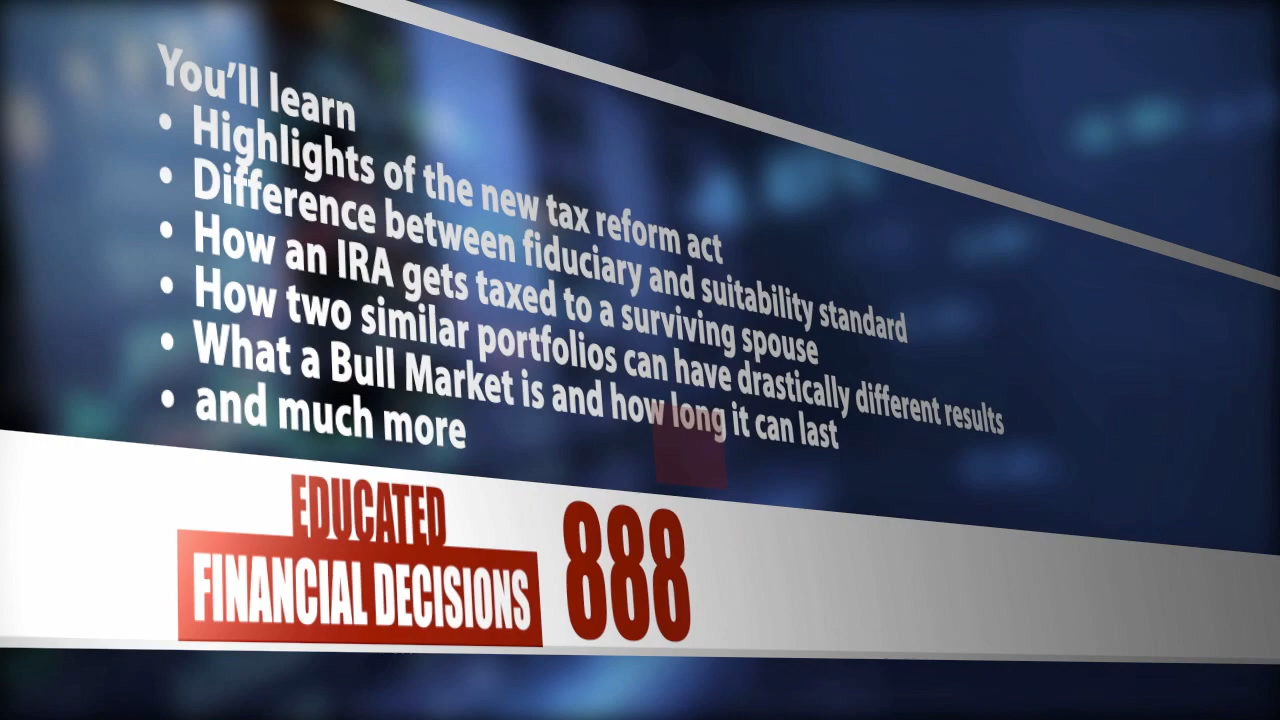 You'll learn
• Highlights of the new tax reform act
• Difference between fiduciary and suitability standard
• How an IRA gets taxed to a surviving spouse
• How two similar portfolios can have drastically different results
• What a Bull Market is and how long it can last
• and much more
EDUCATED
FINANCIAL DECISIONS
888